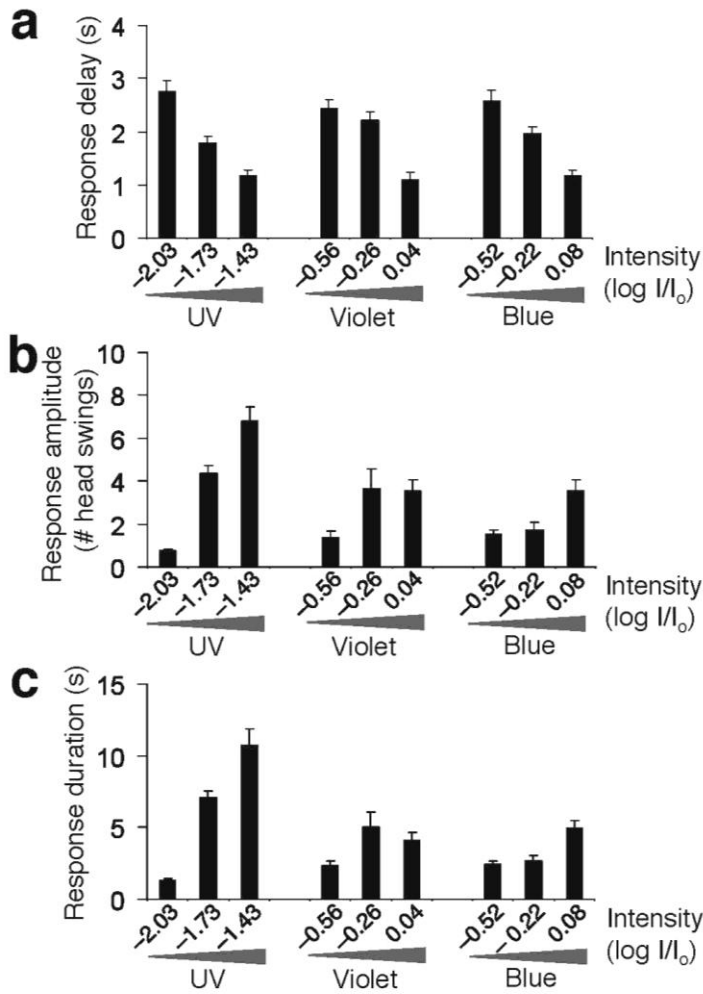 a
Response delay (s)
4
3
2
1
0
–2.03 –1.73 –1.43 –0.56 –0.26 0.04 –0.52 –0.22 0.08
Intensity
(log I/Iₒ)
UV Violet Blue
b
Response amplitude
(# head swings)
10
8
6
4
2
0
–2.03 –1.73 –1.43 –0.56 –0.26 0.04 –0.52 –0.22 0.08
Intensity
(log I/Iₒ)
UV Violet Blue
c
Response duration (s)
15
10
5
0
–2.03 –1.73 –1.43 –0.56 –0.26 0.04 –0.52 –0.22 0.08
Intensity
(log I/Iₒ)
UV Violet Blue